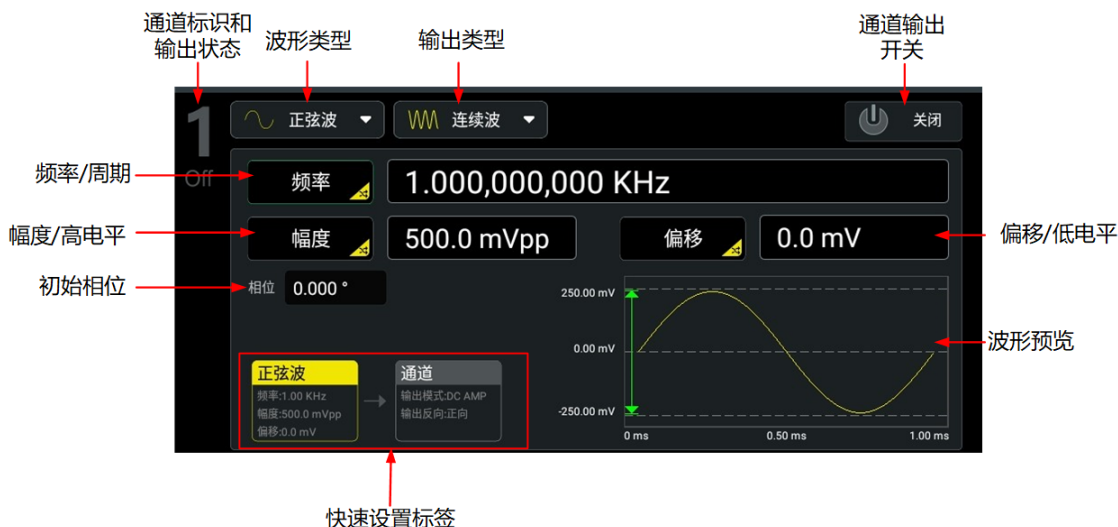 通道标识和
输出状态
波形类型
输出类型
通道输出
开关
1
正弦波
连续波
关闭
Off
频率/周期
频率
1.000,000,000 KHz
幅度/高电平
幅度
500.0 mVpp
偏移
0.0 mV
偏移/低电平
初始相位
相位
0.000 °
250.00 mV
0.00 mV
-250.00 mV
0 ms
0.50 ms
1.00 ms
波形预览
正弦波
频率:1.00 KHz
幅度:500.0 mVpp
偏移:0.0 mV
通道
输出模式:DC AMP
输出反向:正向
快速设置标签